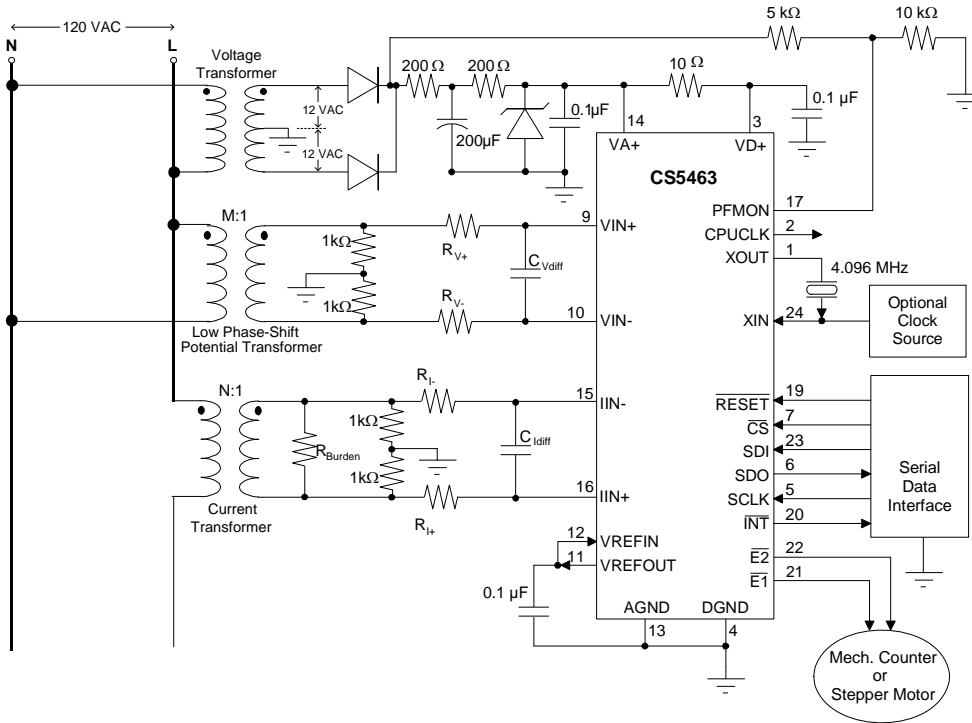 120 VAC
N
L
Voltage
Transformer
12 VAC
12 VAC
200 Ω
200 Ω
200µF
0.1µF
5 kΩ
10 kΩ
10 Ω
0.1 µF
14
VA+
3
VD+
CS5463
PFMON
17
CPUCLK
2
XOUT
1
4.096 MHz
XIN
24
Optional
Clock
Source
M:1
1kΩ
1kΩ
RV+
RV-
CVdiff
9
VIN+
10
VIN-
Low Phase-Shift
Potential Transformer
N:1
RBurden
1kΩ
1kΩ
RI-
RI+
CIdiff
15
IIN-
16
IIN+
Current
Transformer
12
VREFIN
11
VREFOUT
0.1 µF
AGND
13
DGND
4
RESET
19
CS
7
SDI
23
SDO
6
SCLK
5
INT
20
E2
22
E1
21
Serial
Data
Interface
Mech. Counter
or
Stepper Motor